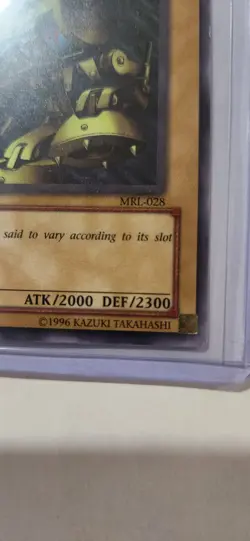 MRL-028
said to vary according to its slot
ATK/2000 DEF/2300
©1996 KAZUKI TAKAHASHI